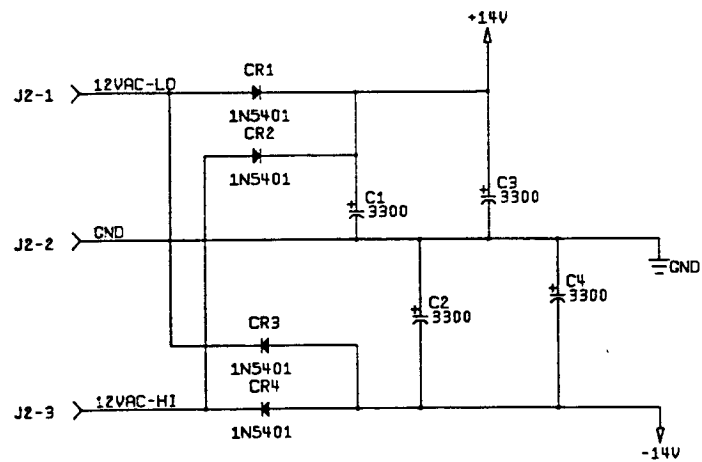 +14V
J2-1
12VAC-LO
CR1
1N5401
CR2
1N5401
C1
3300
C3
3300
J2-2
GND
GND
C2
3300
C4
3300
CR3
1N5401
CR4
1N5401
J2-3
12VAC-HI
-14V